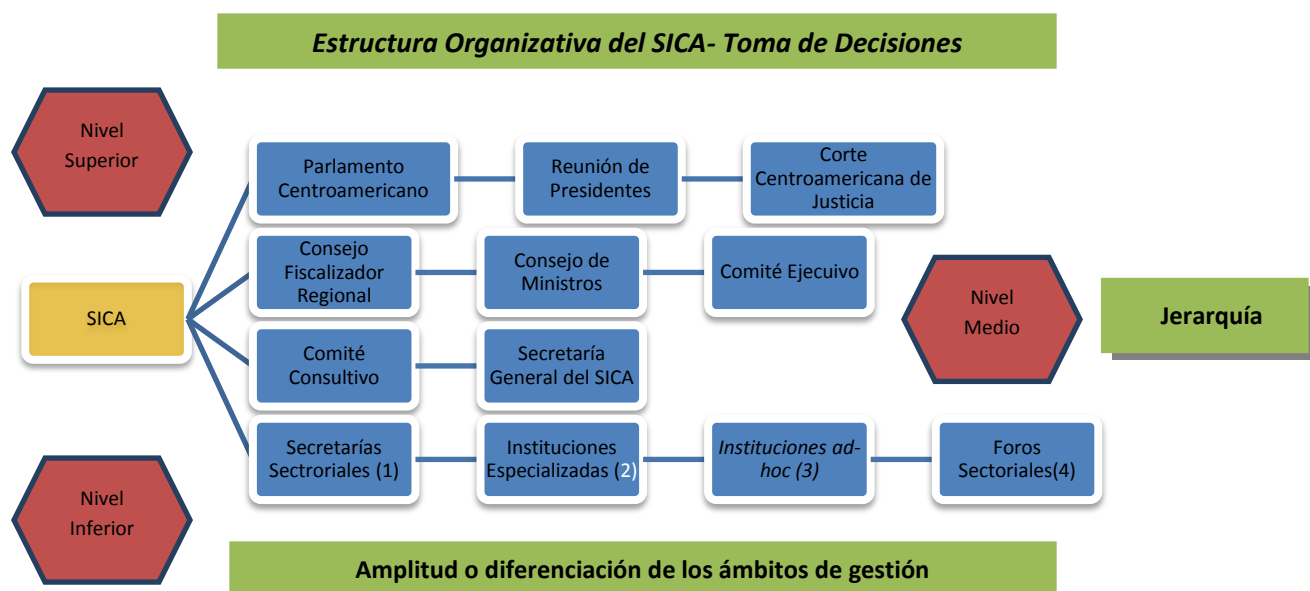 Estructura Organizativa del SICA- Toma de Decisiones
Nivel
Superior
Parlamento
Centroamericano
Reunión de
Presidentes
Corte
Centroamericana de
Justicia
Consejo
Fiscalizador
Regional
Consejo de
Ministros
Comité Ejecuivo
Nivel
Medio
Jerarquía
SICA
Comité
Consultivo
Secretaría
General del SICA
Secretarías
Sectroriales (1)
Instituciones
Especializadas (2)
Instituciones ad-
hoc (3)
Foros
Sectoriales(4)
Nivel
Inferior
Amplitud o diferenciación de los ámbitos de gestión